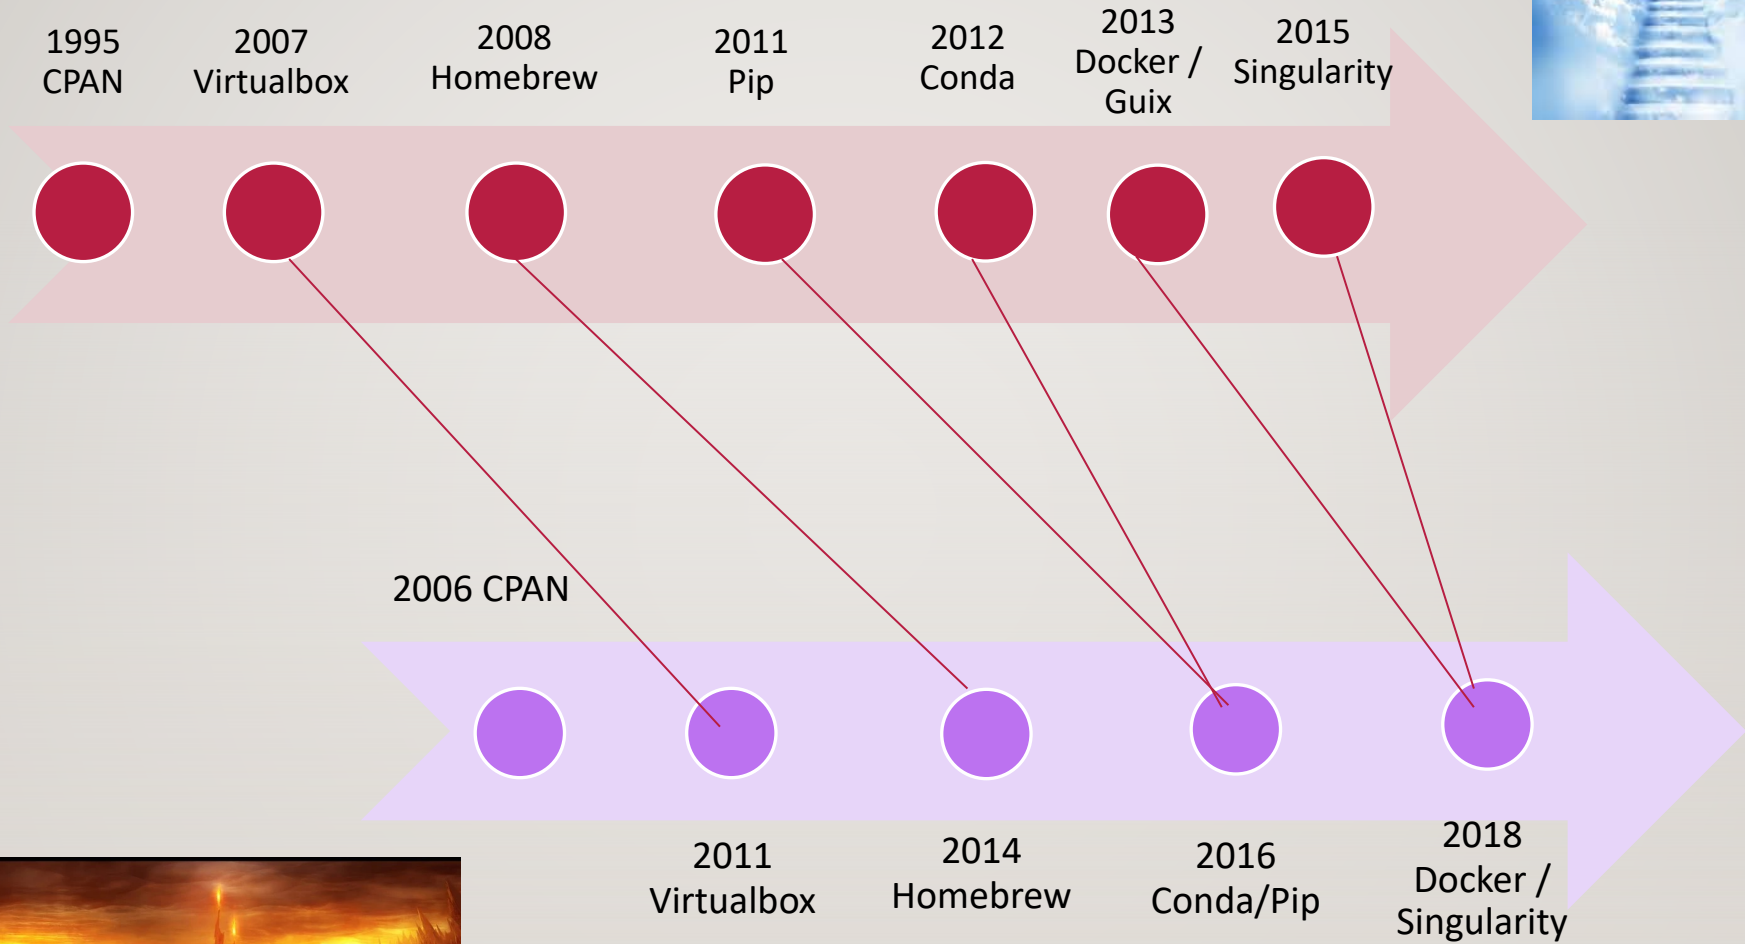 1995
CPAN
2007
Virtualbox
2008
Homebrew
2011
Pip
2012
Conda
2013
Docker /
Guix
2015
Singularity
2006 CPAN
2011
Virtualbox
2014
Homebrew
2016
Conda/Pip
2018
Docker /
Singularity